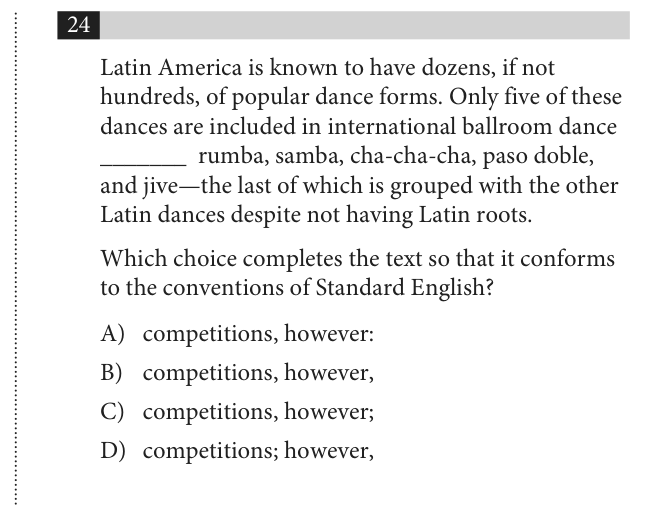 24
Latin America is known to have dozens, if not
hundreds, of popular dance forms. Only five of these
dances are included in international ballroom dance
_______ rumba, samba, cha-cha-cha, paso doble,
and jive—the last of which is grouped with the other
Latin dances despite not having Latin roots.
Which choice completes the text so that it conforms
to the conventions of Standard English?
A) competitions, however:
B) competitions, however,
C) competitions, however;
D) competitions; however,